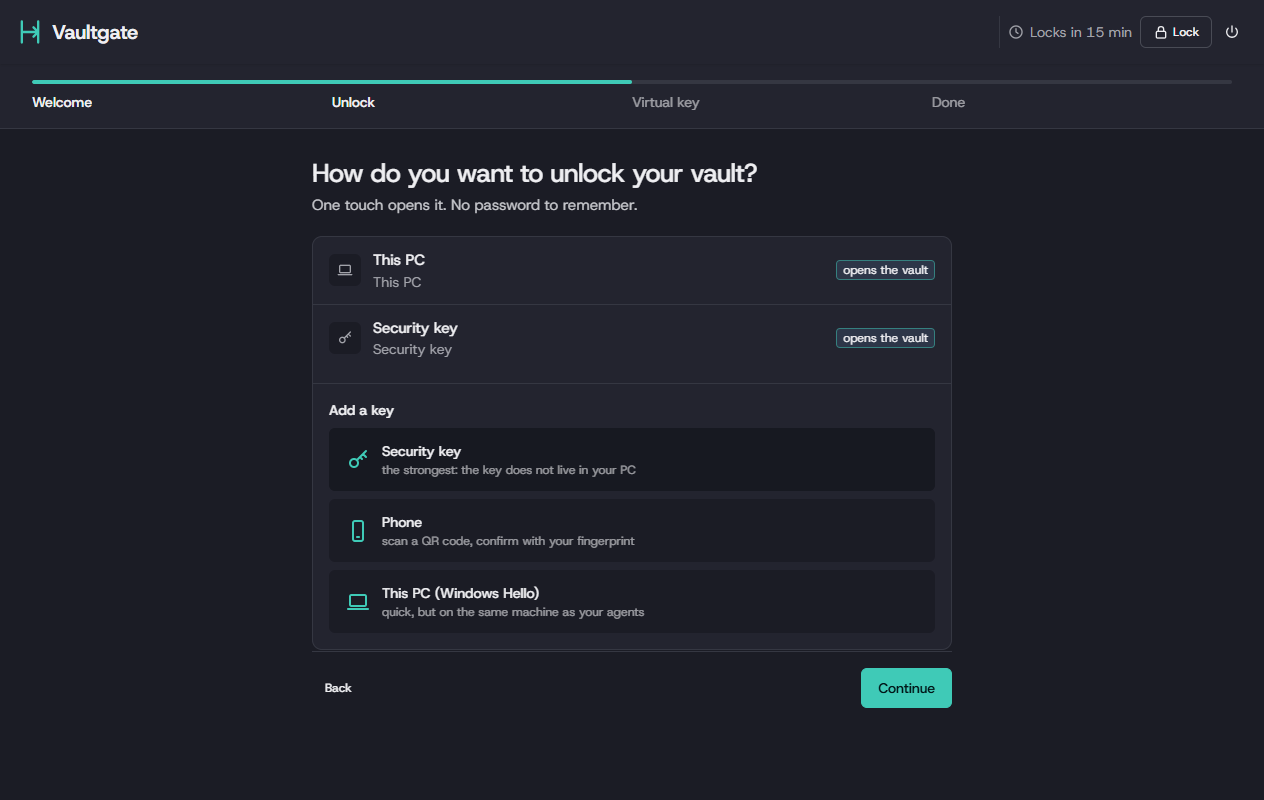 Vaultgate
Locks in 15 min
Lock
Welcome
Unlock
Virtual key
Done
How do you want to unlock your vault?
One touch opens it. No password to remember.
This PC
This PC
opens the vault
Security key
Security key
opens the vault
Add a key
Security key
the strongest: the key does not live in your PC
Phone
scan a QR code, confirm with your fingerprint
This PC (Windows Hello)
quick, but on the same machine as your agents
Back
Continue